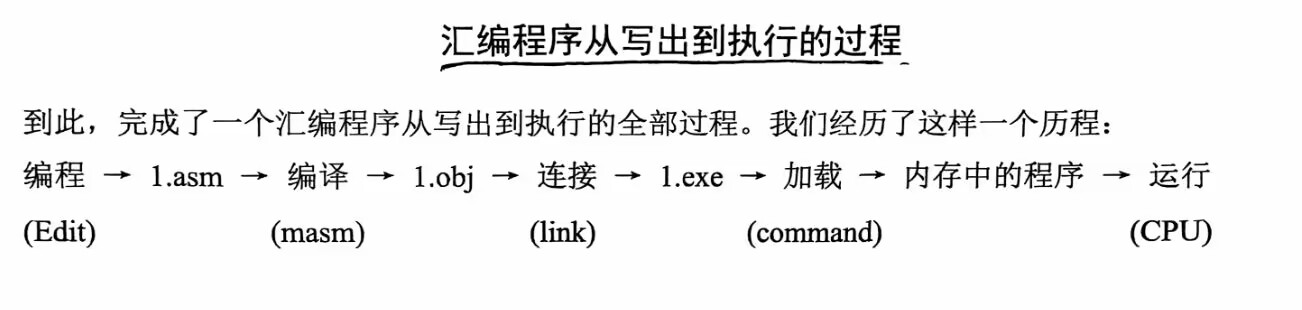 汇编程序从写出到执行的过程
到此，完成了一个汇编程序从写出到执行的全部过程。我们经历了这样一个历程：
编程 → 1.asm → 编译 → 1.obj → 连接 → 1.exe → 加载 → 内存中的程序 → 运行
(Edit) (masm) (link) (command) (CPU)